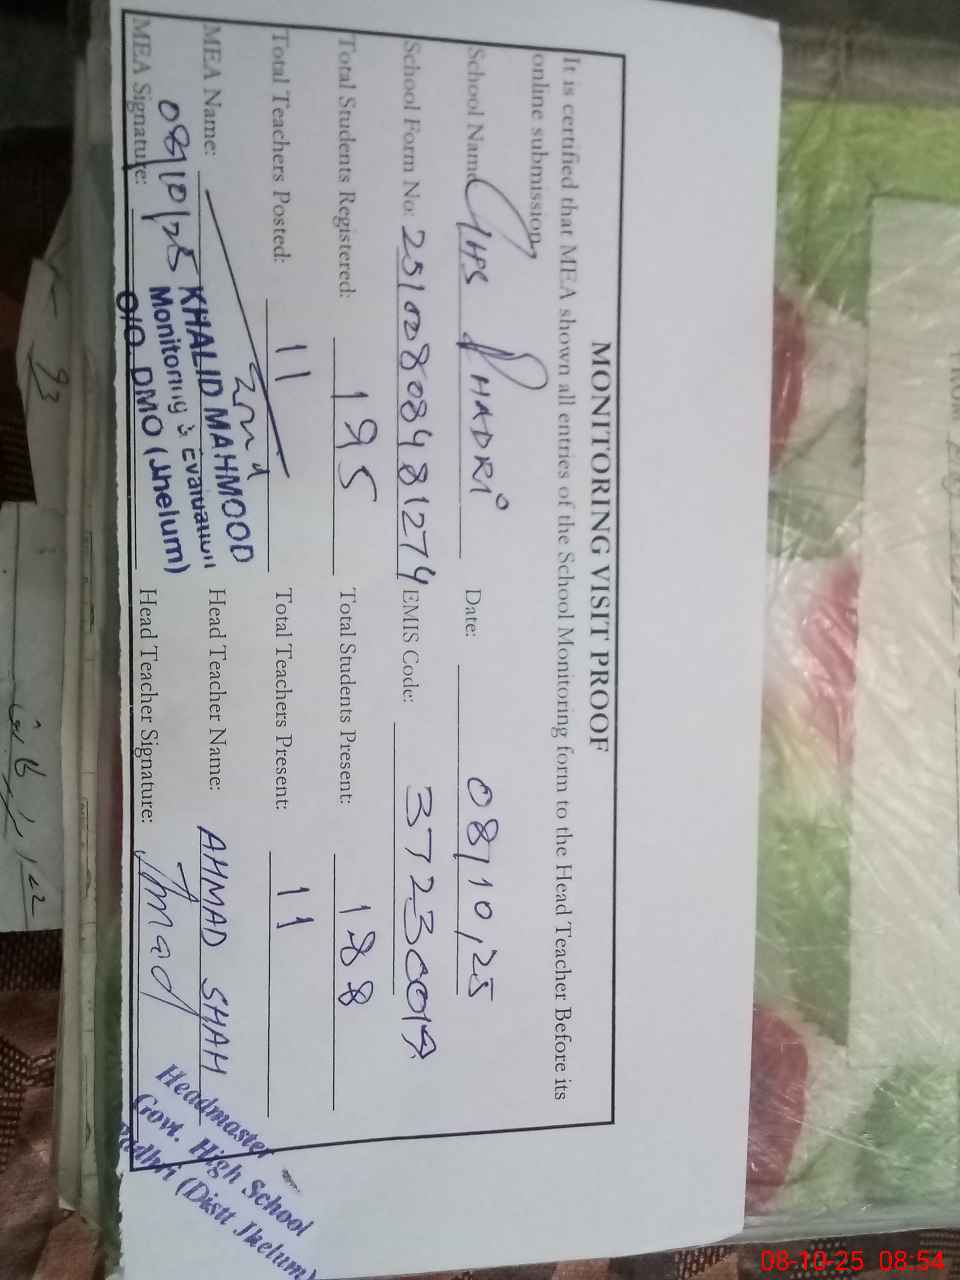 MONITORING VISIT PROOF
It is certified that MEA shown all entries of the School Monitoring form to the Head Teacher Before its
online submission.
School Name GHS PHADRI Date: 08/10/25
School Form No: 25100808481274 EMIS Code: 37230019
Total Students Registered: 195 Total Students Present: 188
Total Teachers Posted: 11 Total Teachers Present: 11
MEA Name: KHALID MAHMOOD Head Teacher Name: AHMAD SHAH
Monitoring & Evaluation
MEA Signature: 08/10/25 O/O DMO (Jhelum) Head Teacher Signature: Ahmad
Headmaster
Govt. High School
Padhri (Distt Jhelum)
08-10-25 08:54